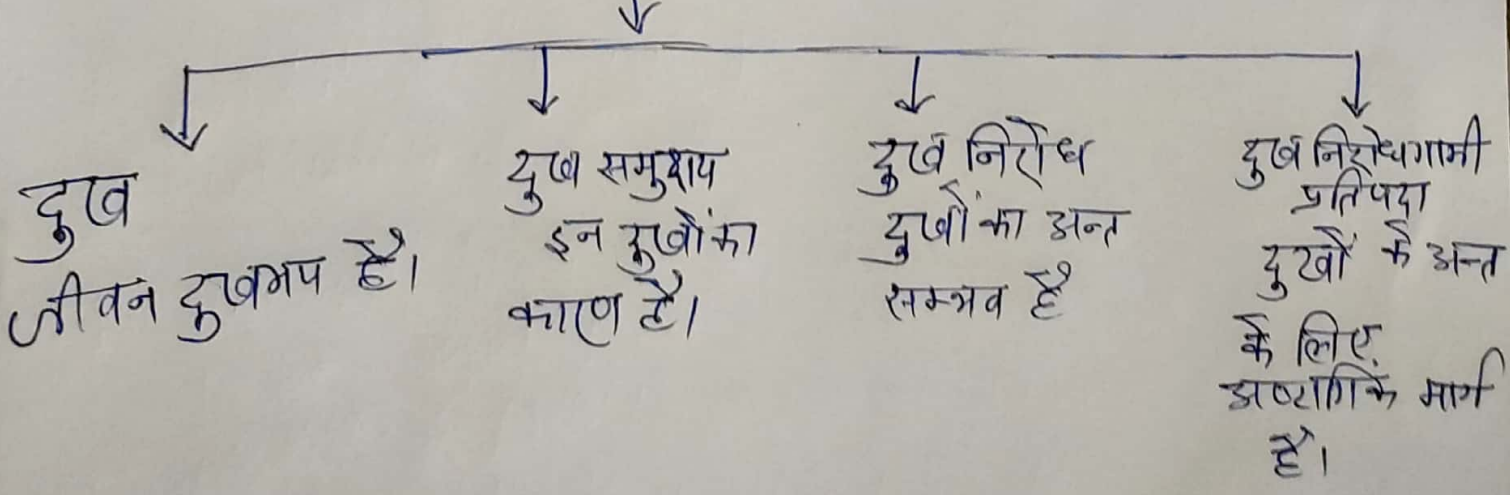 दुख
जीवन दुखमय है।
दुख समुदाय
इन दुखों का
कारण है।
दुख निरोध
दुखों का अन्त
सम्भव है
दुख निरोधगामी
प्रतिपदा
दुखों के अन्त
के लिए
अष्टांगिक मार्ग
है।